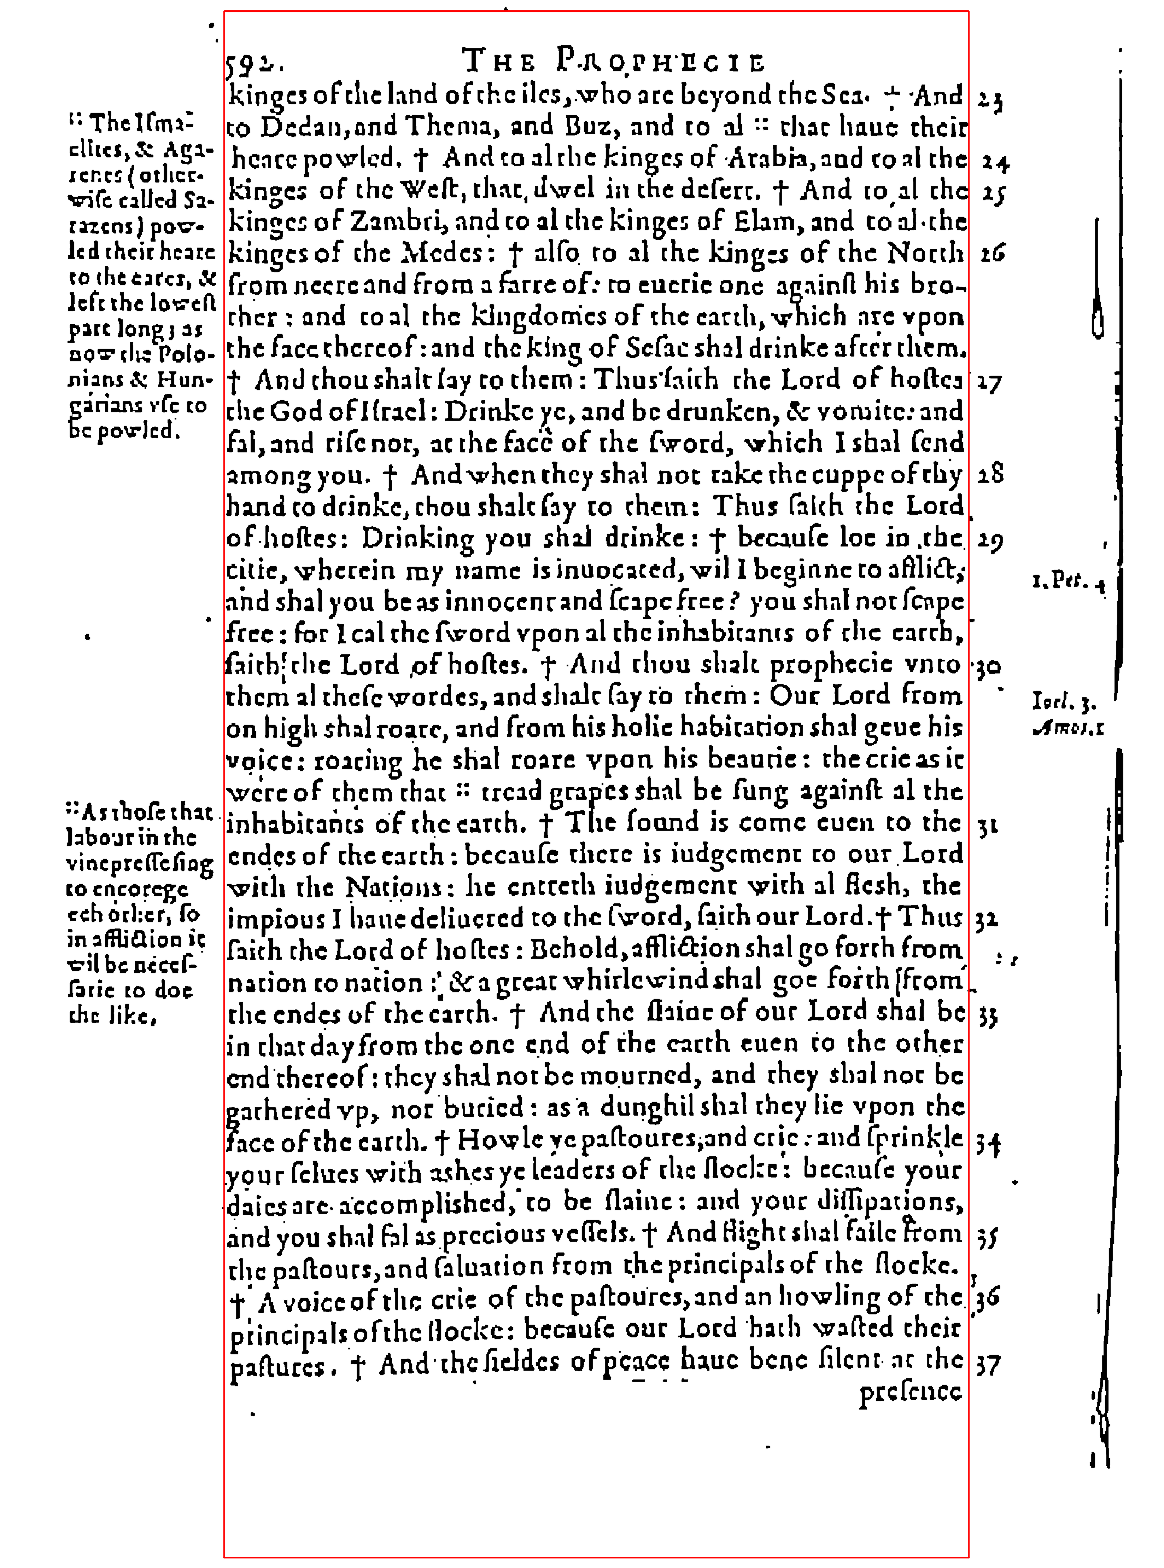 592.
THE PROPHECIE
kinges of the land of the iles, who are beyond the Sea. † And 23
to Dedan, and Thema, and Buz, and to al :: that haue their
heare powled. † And to al the kinges of Arabia, and to al the 24
kinges of the West, that dwel in the desert. † And to al the 25
kinges of Zambri, and to al the kinges of Elam, and to al the
kinges of the Medes: † also to al the kinges of the North 26
from neere and from a farre of: to euerie one against his bro-
ther: and to al the kingdomes of the earth, which are vpon
the face thereof: and the king of Sesac shal drinke after them.
† And thou shalt say to them: Thus saith the Lord of hostes 27
the God of Israel: Drinke ye, and be drunken, & vomite: and
fal, and rise not, at the face of the sword, which I shal send
among you. † And when they shal not take the cuppe of thy 28
hand to drinke, thou shalt say to them: Thus saith the Lord
of hostes: Drinking you shal drinke: † because loe in the 29
citie, wherein my name is inuocated, wil I beginne to afflict,
and shal you be as innocent and scape free? you shal not scape
free: for I cal the sword vpon al the inhabitants of the earth,
saith the Lord of hostes. † And thou shalt prophecie vnto 30
them al these wordes, and shalt say to them: Our Lord from
on high shal roare, and from his holie habitation shal geue his
voice: roaring he shal roare vpon his beautie: the crie as it
were of them that :: tread grapes shal be sung against al the
inhabitants of the earth. † The sound is come euen to the 31
endes of the earth: because there is iudgement to our Lord
with the Nations: he entreth iudgement with al flesh, the
impious I haue deliuered to the sword, saith our Lord. † Thus 32
saith the Lord of hostes: Behold, affliction shal go forth from
nation to nation: & a great whirlewind shal goe forth from
the endes of the earth. † And the slaine of our Lord shal be 33
in that day from the one end of the earth euen to the other
end thereof: they shal not be mourned, and they shal not be
gathered vp, nor buried: as a dunghil shal they lie vpon the
face of the earth. † Howle ye pastoures, and crie: and sprinkle 34
your selues with ashes ye leaders of the flocke: because your
daies are accomplished, to be slaine: and your dissipations,
and you shal fal as precious vessels. † And flight shal faile from 35
the pastours, and saluation from the principals of the flocke.
† A voice of the crie of the pastoures, and an howling of the 36
principals of the flocke: because our Lord hath wasted their
pastures. † And the fieldes of peace haue bene silent at the 37
presence
:: The Isma-
elites, & Aga-
renes (other-
wise called Sa-
razens) pow-
led their heare
to the eares, &
left the lowest
part long; as
now the Polo-
nians & Hun-
garians vse to
be powled.
:: As those that
labour in the
vinepresse sing
to encorege
ech other, so
in affliction it
wil be neces-
sarie to doe
the like.
1. Pet. 4
Ioel. 3.
Amos. 1